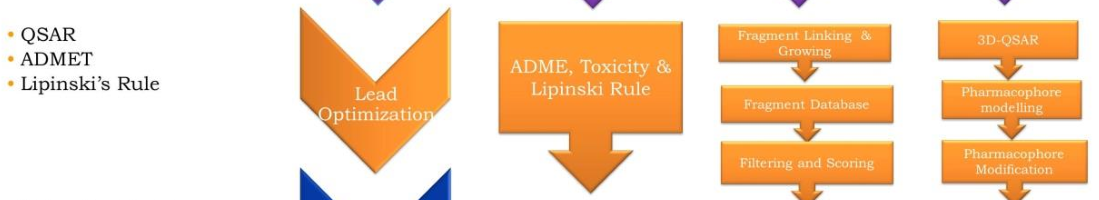 • QSAR
• ADMET
• Lipinski's Rule
Lead
Optimization
ADME, Toxicity &
Lipinski Rule
Fragment Linking &
Growing
Fragment Database
Filtering and Scoring
3D-QSAR
Pharmacophore
modelling
Pharmacophore
Modification